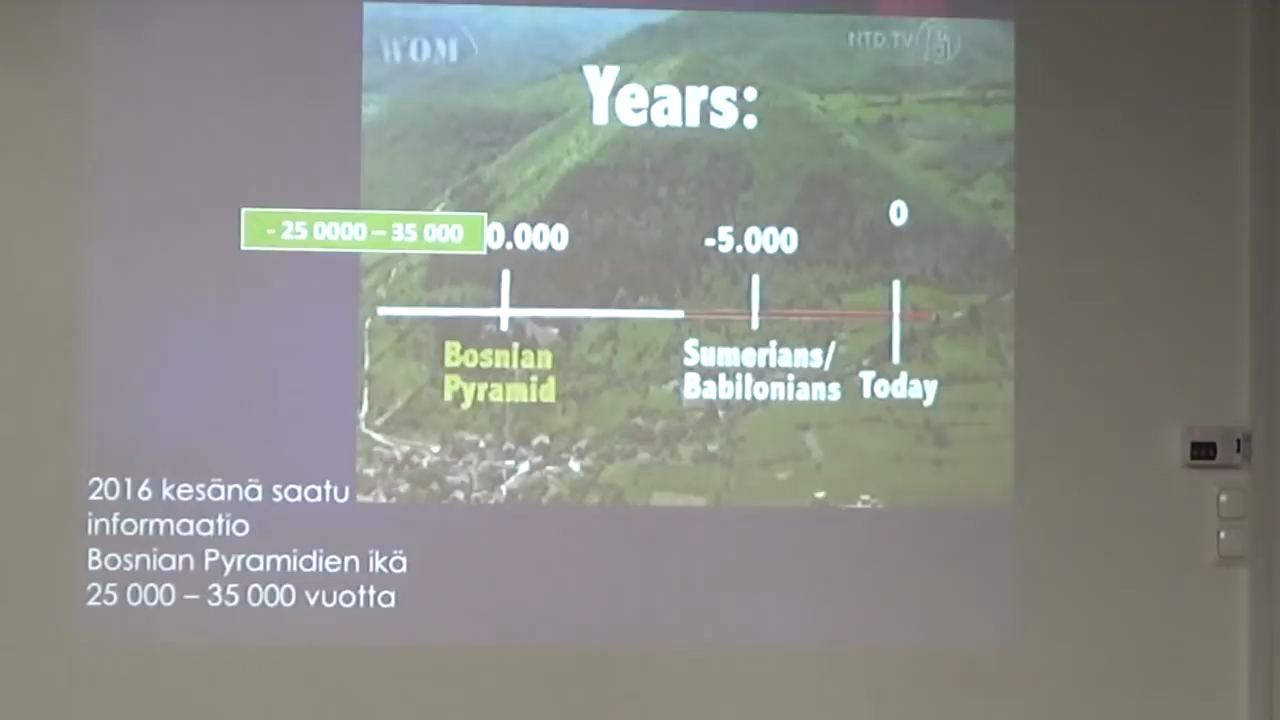 WOM
NTD.TV
Years:
- 25 0000 – 35 000
0.000
-5.000
0
Bosnian
Pyramid
Sumerians/
Babilonians
Today
2016 kesänä saatu
informaatio
Bosnian Pyramidien ikä
25 000 – 35 000 vuotta